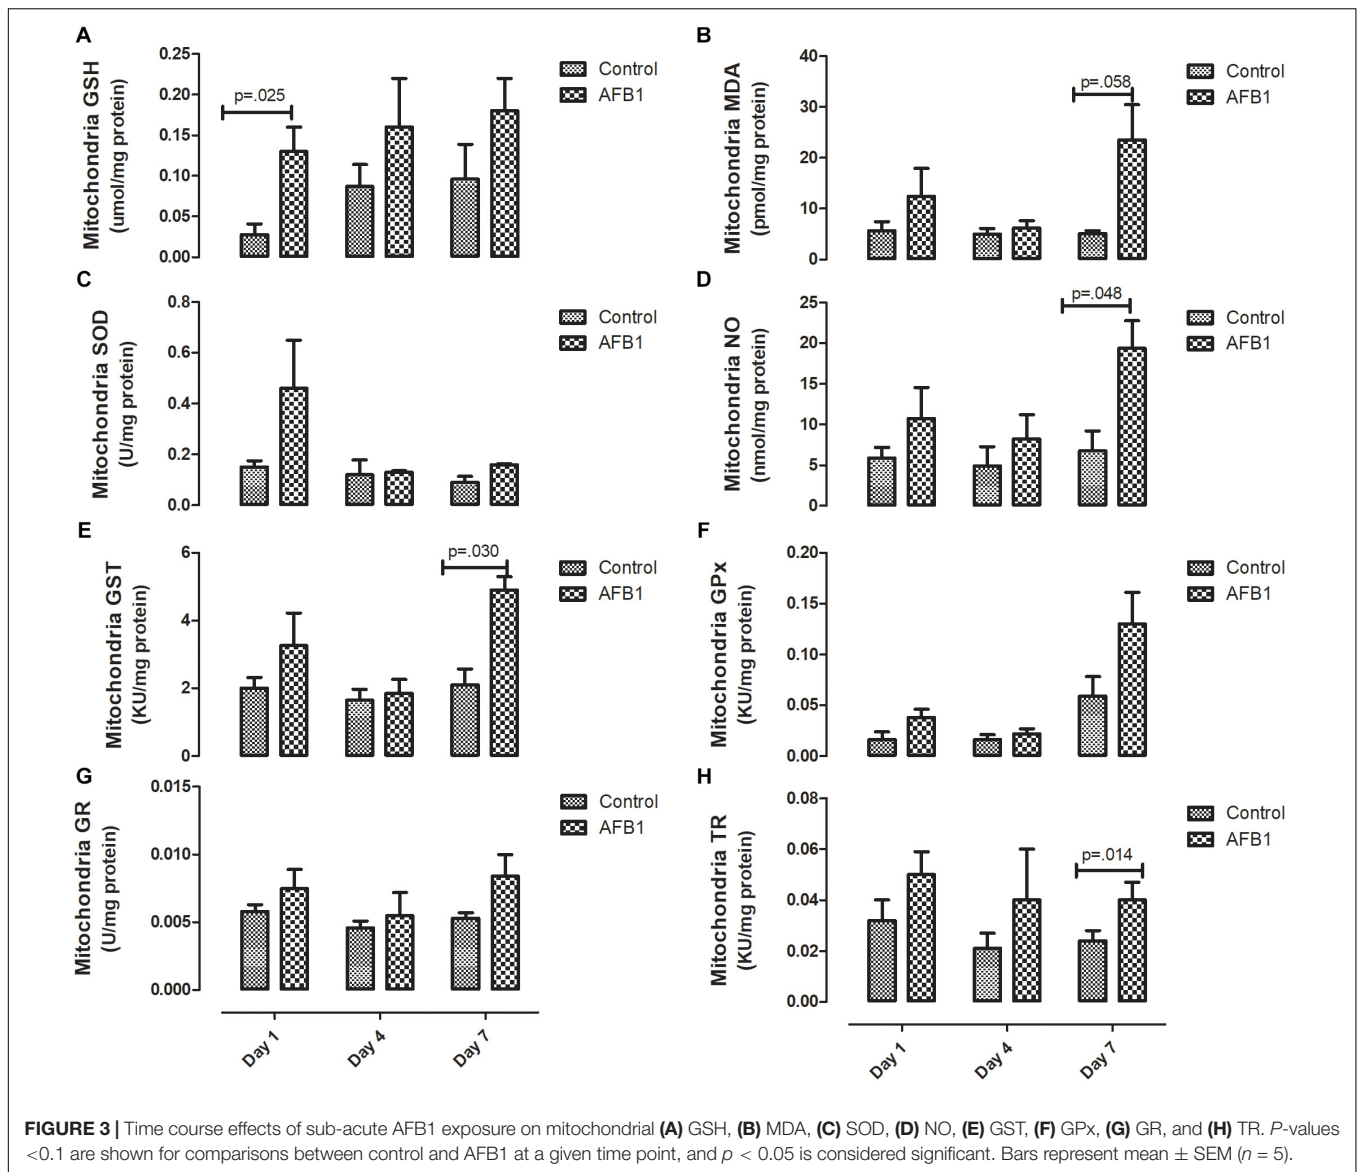 A
Mitochondria GSH
(umol/mg protein)
0.25
0.20
0.15
0.10
0.05
0.00
p=.025
Control
AFB1
B
Mitochondria MDA
(pmol/mg protein)
40
30
20
10
0
p=.058
Control
AFB1
C
Mitochondria SOD
(U/mg protein)
0.8
0.6
0.4
0.2
0.0
Control
AFB1
D
Mitochondria NO
(nmol/mg protein)
25
20
15
10
5
0
p=.048
Control
AFB1
E
Mitochondria GST
(KU/mg protein)
6
4
2
0
p=.030
Control
AFB1
F
Mitochondria GPx
(KU/mg protein)
0.20
0.15
0.10
0.05
0.00
Control
AFB1
G
Mitochondria GR
(U/mg protein)
0.015
0.010
0.005
0.000
Control
AFB1
Day 1
Day 4
Day 7
H
Mitochondria TR
(KU/mg protein)
0.08
0.06
0.04
0.02
0.00
p=.014
Control
AFB1
Day 1
Day 4
Day 7
FIGURE 3 | Time course effects of sub-acute AFB1 exposure on mitochondrial (A) GSH, (B) MDA, (C) SOD, (D) NO, (E) GST, (F) GPx, (G) GR, and (H) TR. P-values
<0.1 are shown for comparisons between control and AFB1 at a given time point, and p < 0.05 is considered significant. Bars represent mean ± SEM (n = 5).